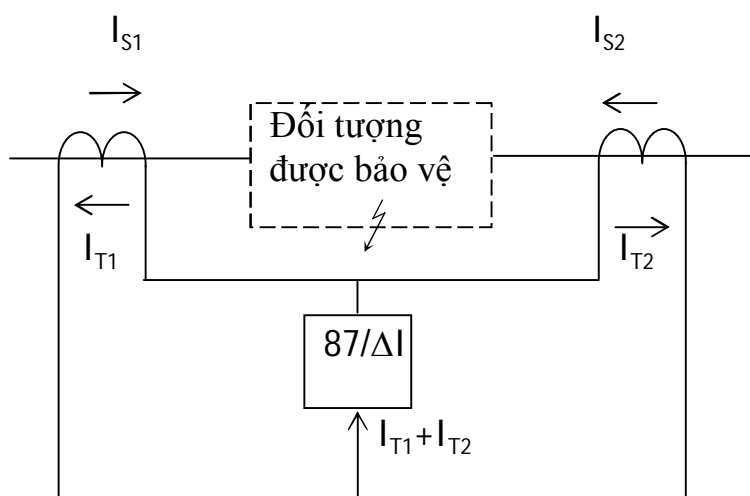 I_S1
I_S2
Đối tượng
được bảo vệ
I_T1
I_T2
87/ΔI
I_T1+I_T2